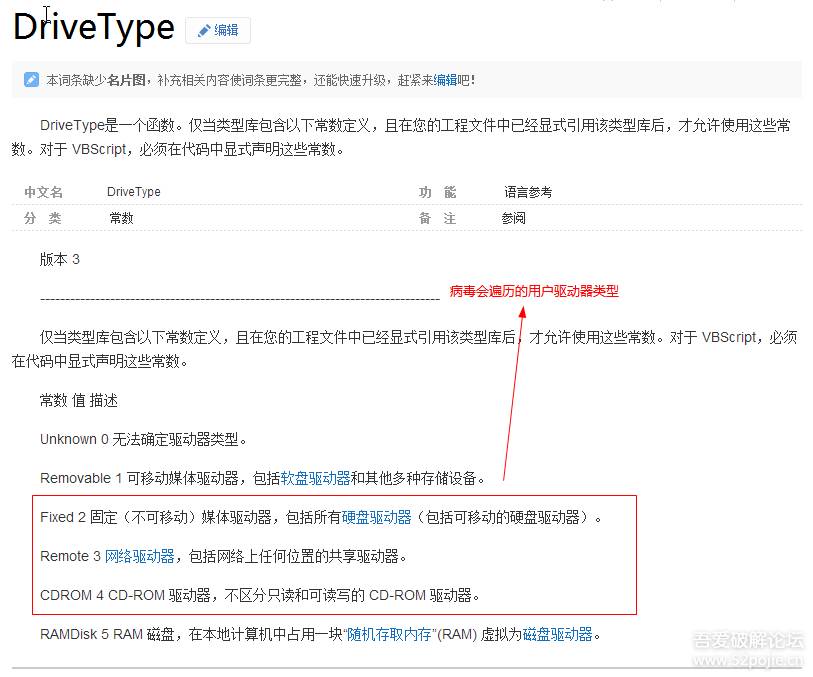 DriveType 编辑
本词条缺少名片图，补充相关内容使词条更完整，还能快速升级，赶紧来编辑吧！
DriveType是一个函数。仅当类型库包含以下常数定义，且在您的工程文件中已经显式引用该类型库后，才允许使用这些常
数。对于 VBScript，必须在代码中显式声明这些常数。
中文名 DriveType 功 能 语言参考
分 类 常数 备 注 参阅
版本 3
--------------------------------------------------------------------------------
病毒会遍历的用户驱动器类型
仅当类型库包含以下常数定义，且在您的工程文件中已经显式引用该类型库后，才允许使用这些常数。对于 VBScript，必须
在代码中显式声明这些常数。
常数 值 描述
Unknown 0 无法确定驱动器类型。
Removable 1 可移动媒体驱动器，包括软盘驱动器和其他多种存储设备。
Fixed 2 固定（不可移动）媒体驱动器，包括所有硬盘驱动器（包括可移动的硬盘驱动器）。
Remote 3 网络驱动器，包括网络上任何位置的共享驱动器。
CDROM 4 CD-ROM 驱动器，不区分只读和可读写的 CD-ROM 驱动器。
RAMDisk 5 RAM 磁盘，在本地计算机中占用一块“随机存取内存”(RAM) 虚拟为磁盘驱动器。
吾爱破解论坛
www.52pojie.cn